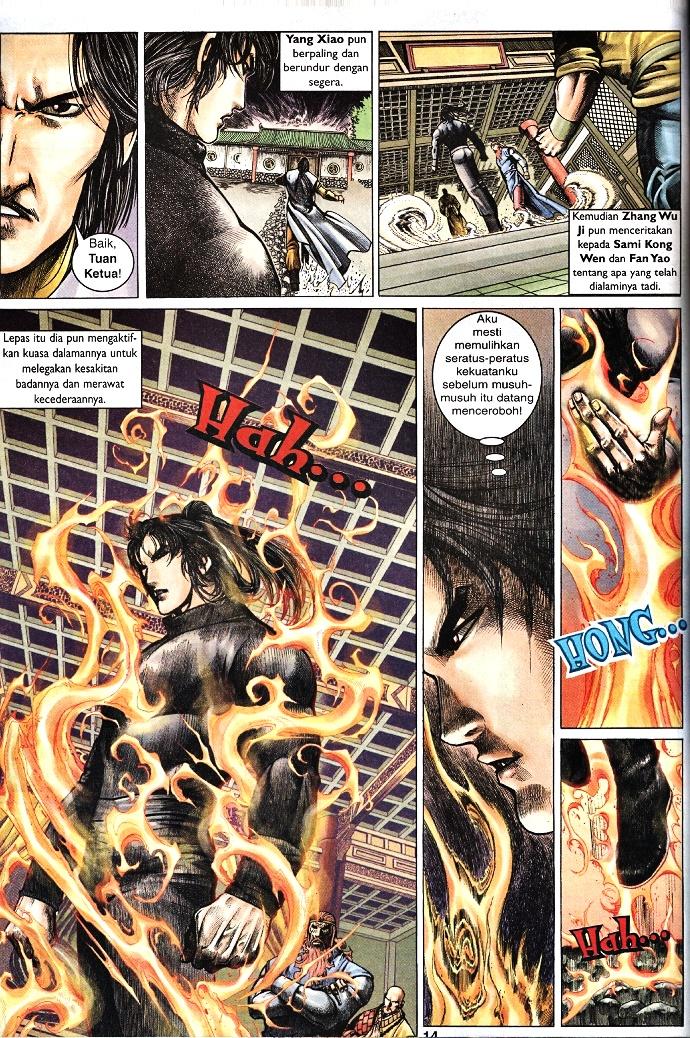 Baik,
Tuan
Ketua!
Yang Xiao pun
berpaling dan
berundur dengan
segera.
Kemudian Zhang Wu
Ji pun menceritakan
kepada Sami Kong
Wen dan Fan Yao
tentang apa yang telah
dialaminya tadi.
Lepas itu dia pun mengaktif-
kan kuasa dalamannya untuk
melegakan kesakitan
badannya dan merawat
kecederaannya.
Hah...
Aku
mesti
memulihkan
seratus-peratus
kekuatanku
sebelum musuh-
musuh itu datang
menceroboh!
HONG...
Hah...
14